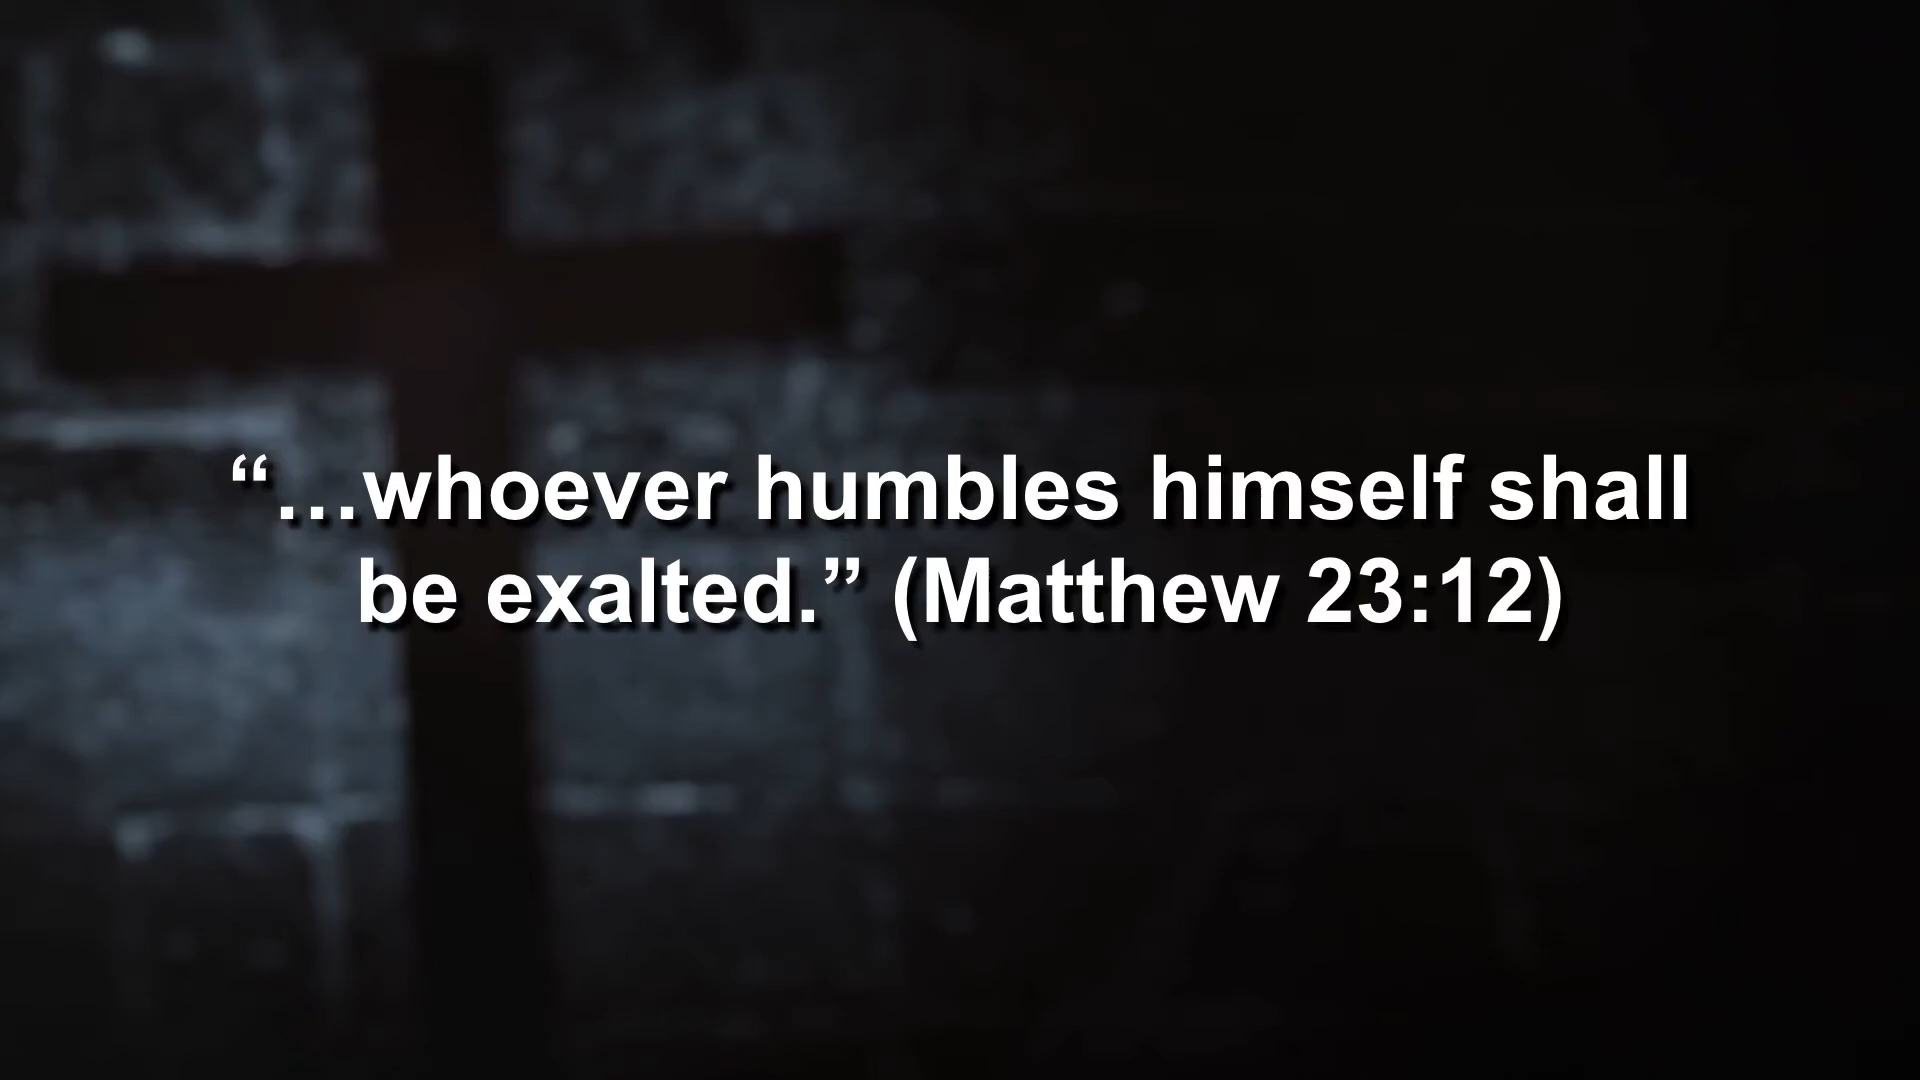 “…whoever humbles himself shall
be exalted.” (Matthew 23:12)